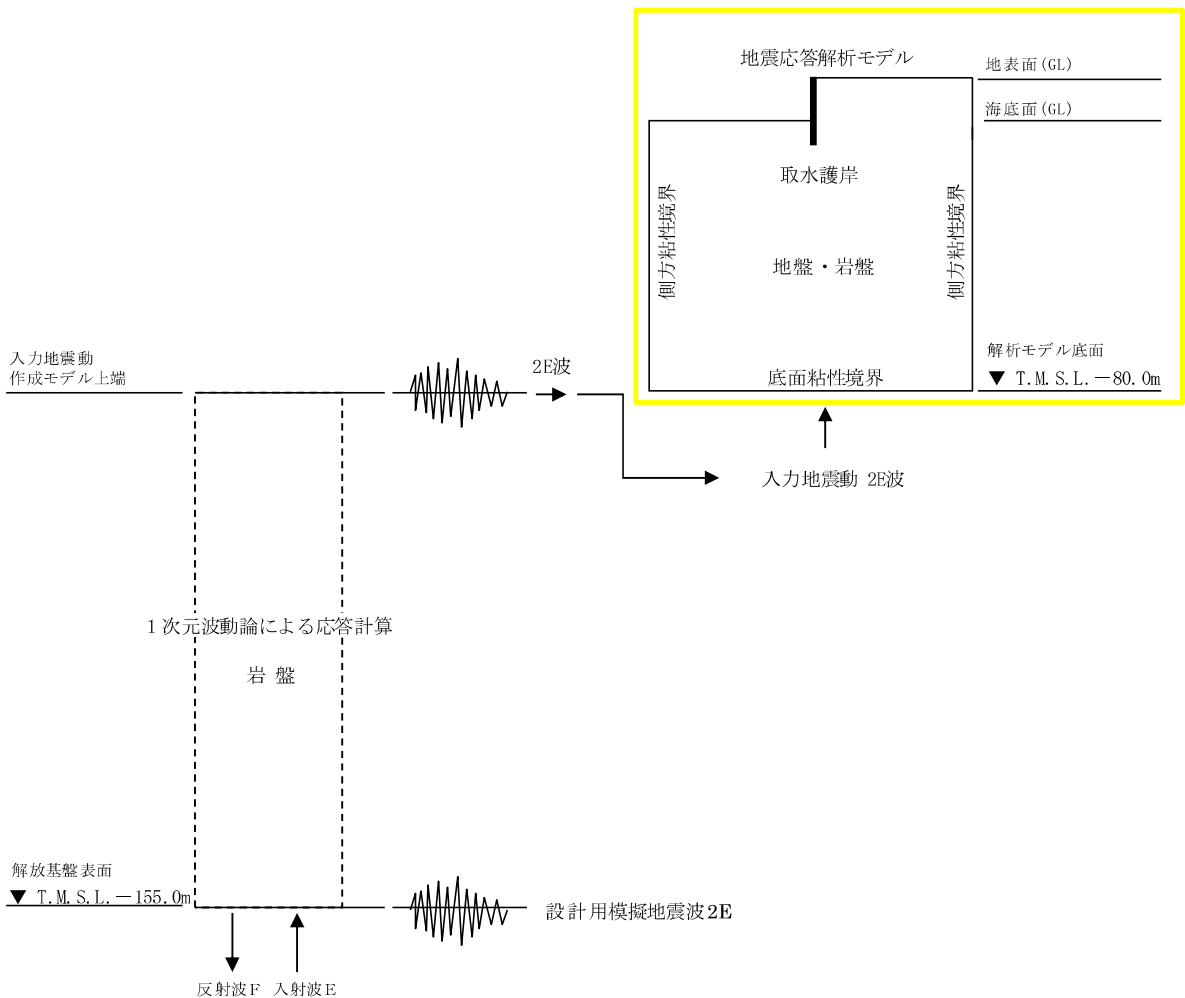 地震応答解析モデル
地表面(GL)
海底面(GL)
取水護岸
側方粘性境界
側方粘性境界
地盤・岩盤
解析モデル底面
▼ T.M.S.L.－80.0m
底面粘性境界
入力地震動
作成モデル上端
2E波
入力地震動 2E波
1次元波動論による応答計算
岩 盤
解放基盤表面
▼ T.M.S.L.－155.0m
設計用模擬地震波2E
反射波F 入射波E